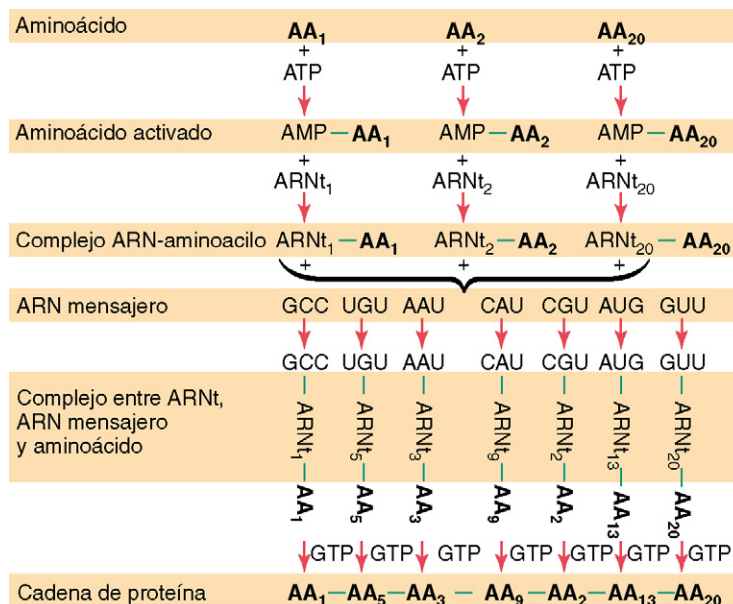 Aminoácido AA1 AA2 AA20
+ + +
ATP ATP ATP
Aminoácido activado AMP — AA1 AMP — AA2 AMP — AA20
+ + +
ARNt1 ARNt2 ARNt20
Complejo ARN-aminoacilo ARNt1 — AA1 ARNt2 — AA2 ARNt20 — AA20
+ + +
ARN mensajero GCC UGU AAU CAU CGU AUG GUU
GCC UGU AAU CAU CGU AUG GUU
Complejo entre ARNt,
ARN mensajero
y aminoácido
ARNt1 ARNt5 ARNt3 ARNt9 ARNt2 ARNt13 ARNt20
AA1 AA5 AA3 AA9 AA2 AA13 AA20
GTP GTP GTP GTP GTP GTP GTP
Cadena de proteína AA1—AA5—AA3 — AA9—AA2—AA13—AA20